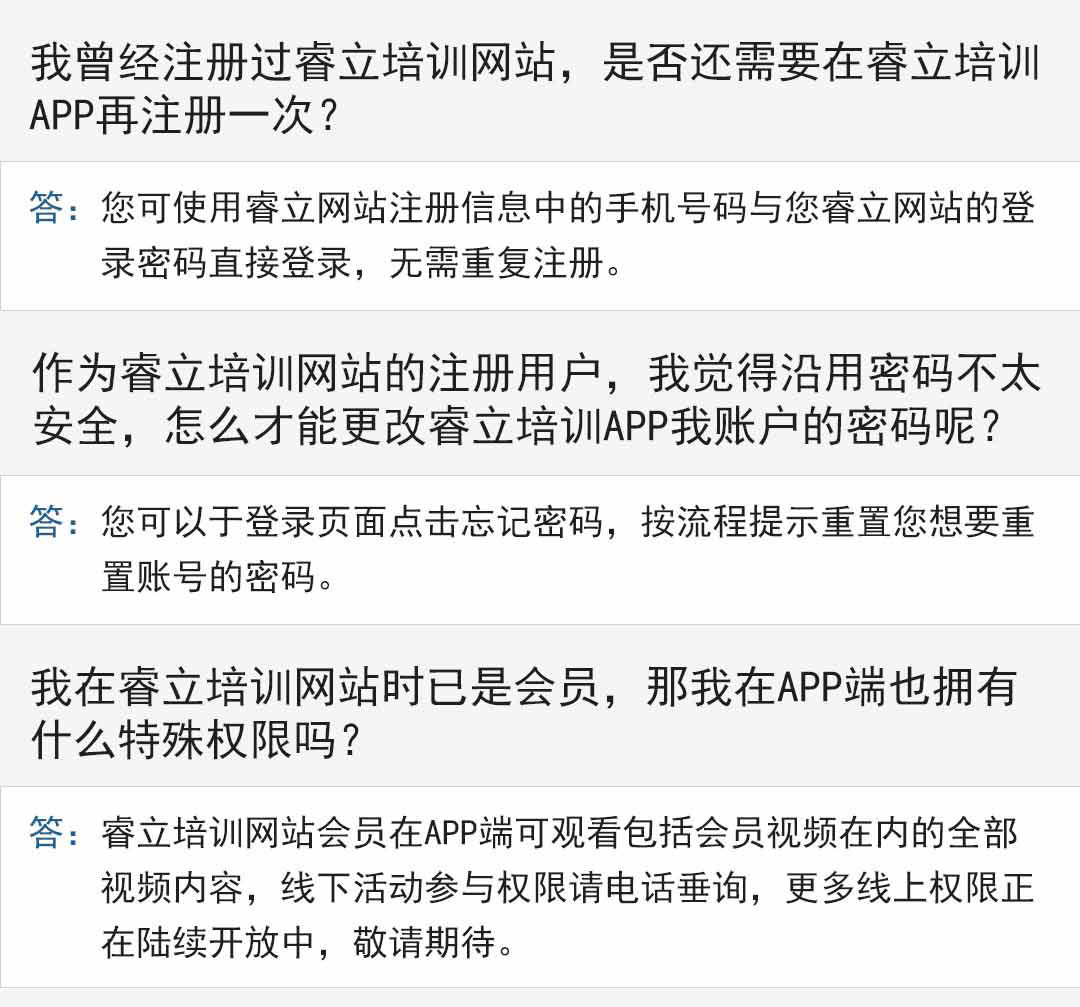 我曾经注册过睿立培训网站，是否还需要在睿立培训
APP再注册一次？
答：您可使用睿立网站注册信息中的手机号码与您睿立网站的登
录密码直接登录，无需重复注册。
作为睿立培训网站的注册用户，我觉得沿用密码不太
安全，怎么才能更改睿立培训APP我账户的密码呢？
答：您可以于登录页面点击忘记密码，按流程提示重置您想要重
置账号的密码。
我在睿立培训网站时已是会员，那我在APP端也拥有
什么特殊权限吗？
答：睿立培训网站会员在APP端可观看包括会员视频在内的全部
视频内容，线下活动参与权限请电话垂询，更多线上权限正
在陆续开放中，敬请期待。